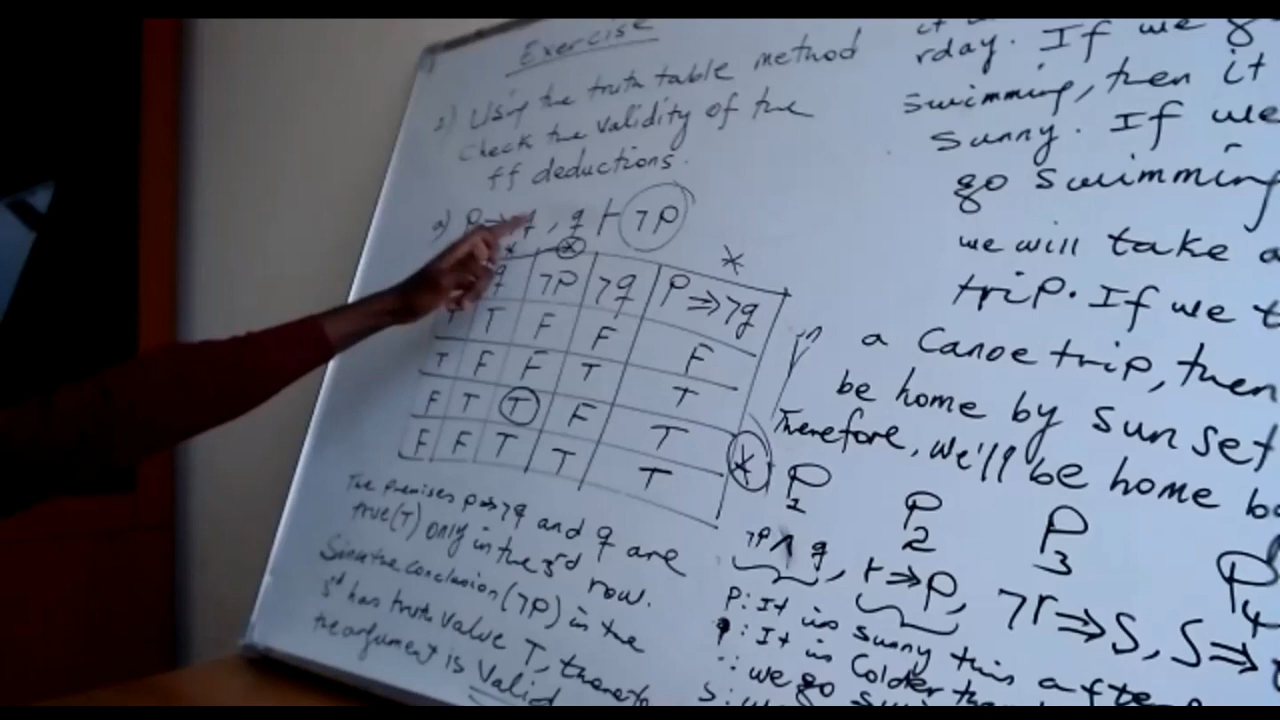 Exercise
2) Using the truth table method
check the validity of the
ff deductions.
a) P ⇒ ¬q, q ⊢ ¬P
* *
q ¬P ¬q P ⇒ ¬q *
T T F F F
T F F T T
F T T F T *
F F T T T
The premises p⇒¬q and q are
true(T) only in the 3rd row.
Since the conclusion (¬P) in the
3rd has truth value T, therefo
the argument is Valid
rday. If we g
swimming, then it
sunny. If we
go swimming
we will take a
trip. If we t
a Canoe trip, then
be home by sunset
Therefore, we'll be home b
P1 P2 P3 P4
¬P ∧ q, r ⇒ P, ¬r ⇒ S, S ⇒
P: It is sunny this afte
q: It is Colder than
r: we go
S: w